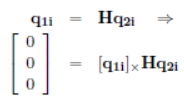 q1i = Hq2i ⇒
[0 0 0] = [q1i]×Hq2i